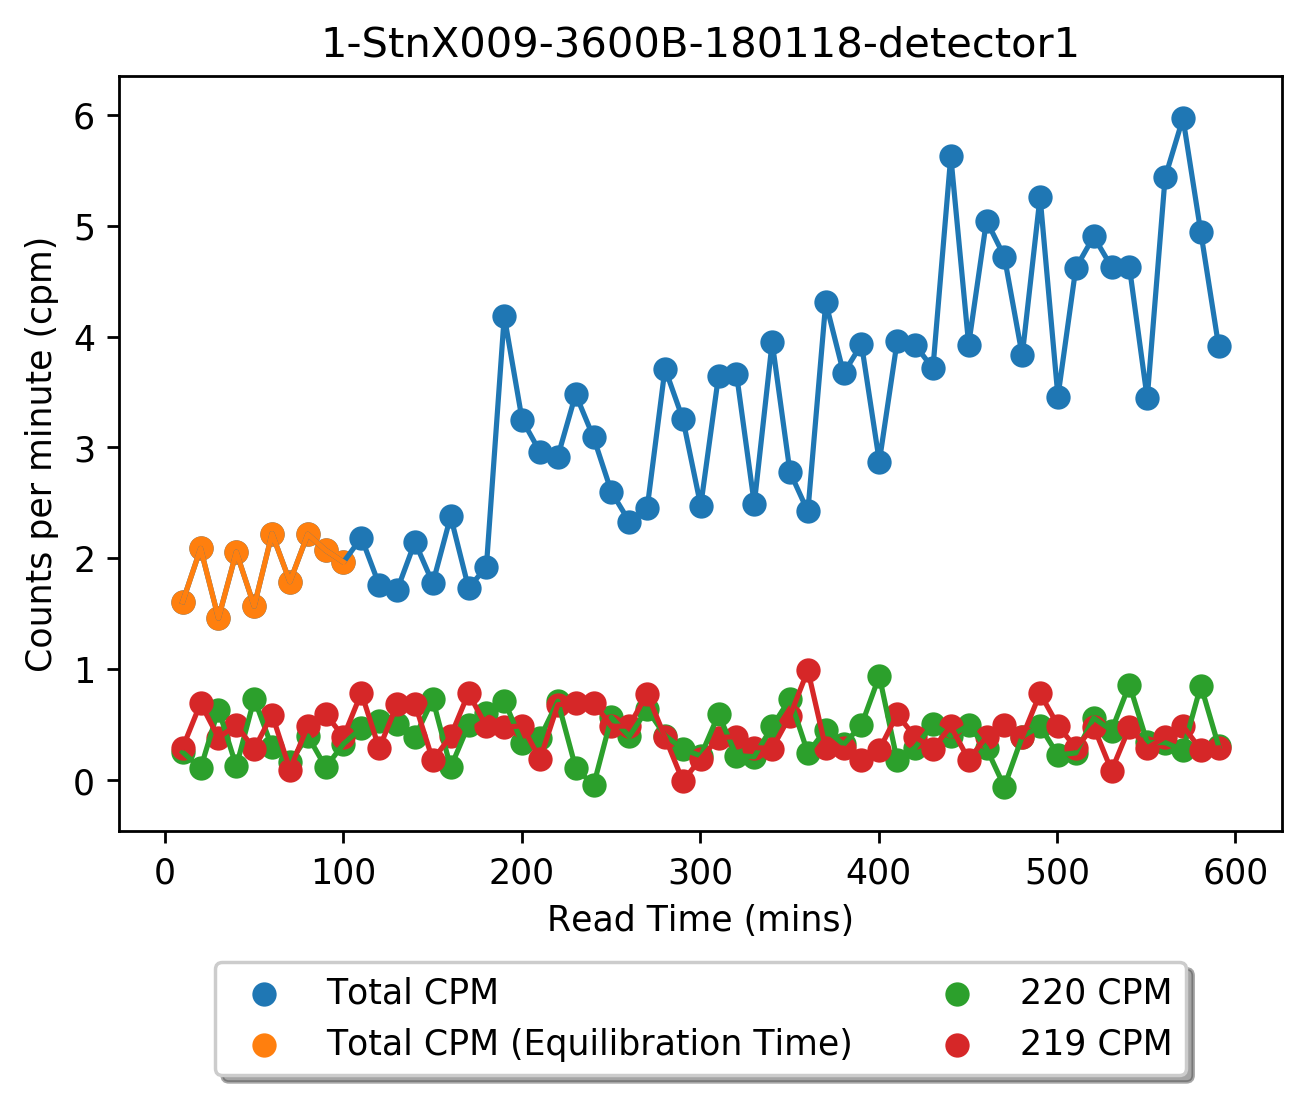 1-StnX009-3600B-180118-detector1
6
5
4
3
2
1
0
Counts per minute (cpm)
0 100 200 300 400 500 600
Read Time (mins)
Total CPM
Total CPM (Equilibration Time)
220 CPM
219 CPM